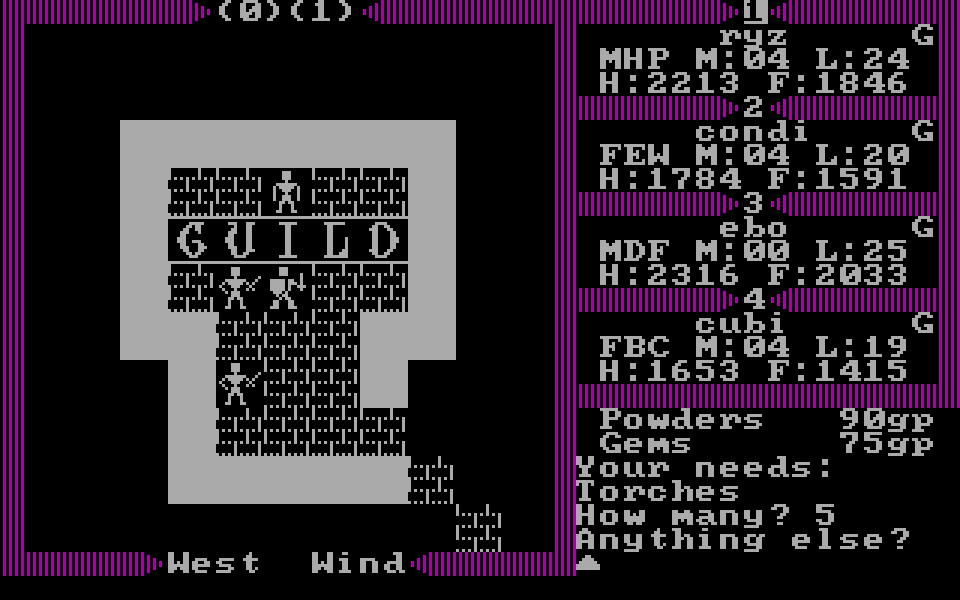 (0)(1)
GUILD
West Wind
1
ryz G
MHP M:04 L:24
H:2213 F:1846
2
condi G
FEW M:04 L:20
H:1784 F:1591
3
ebo G
MDF M:00 L:25
H:2316 F:2033
4
cubi G
FBC M:04 L:19
H:1653 F:1415
Powders 90gp
Gems 75gp
Your needs:
Torches
How many? 5
Anything else?